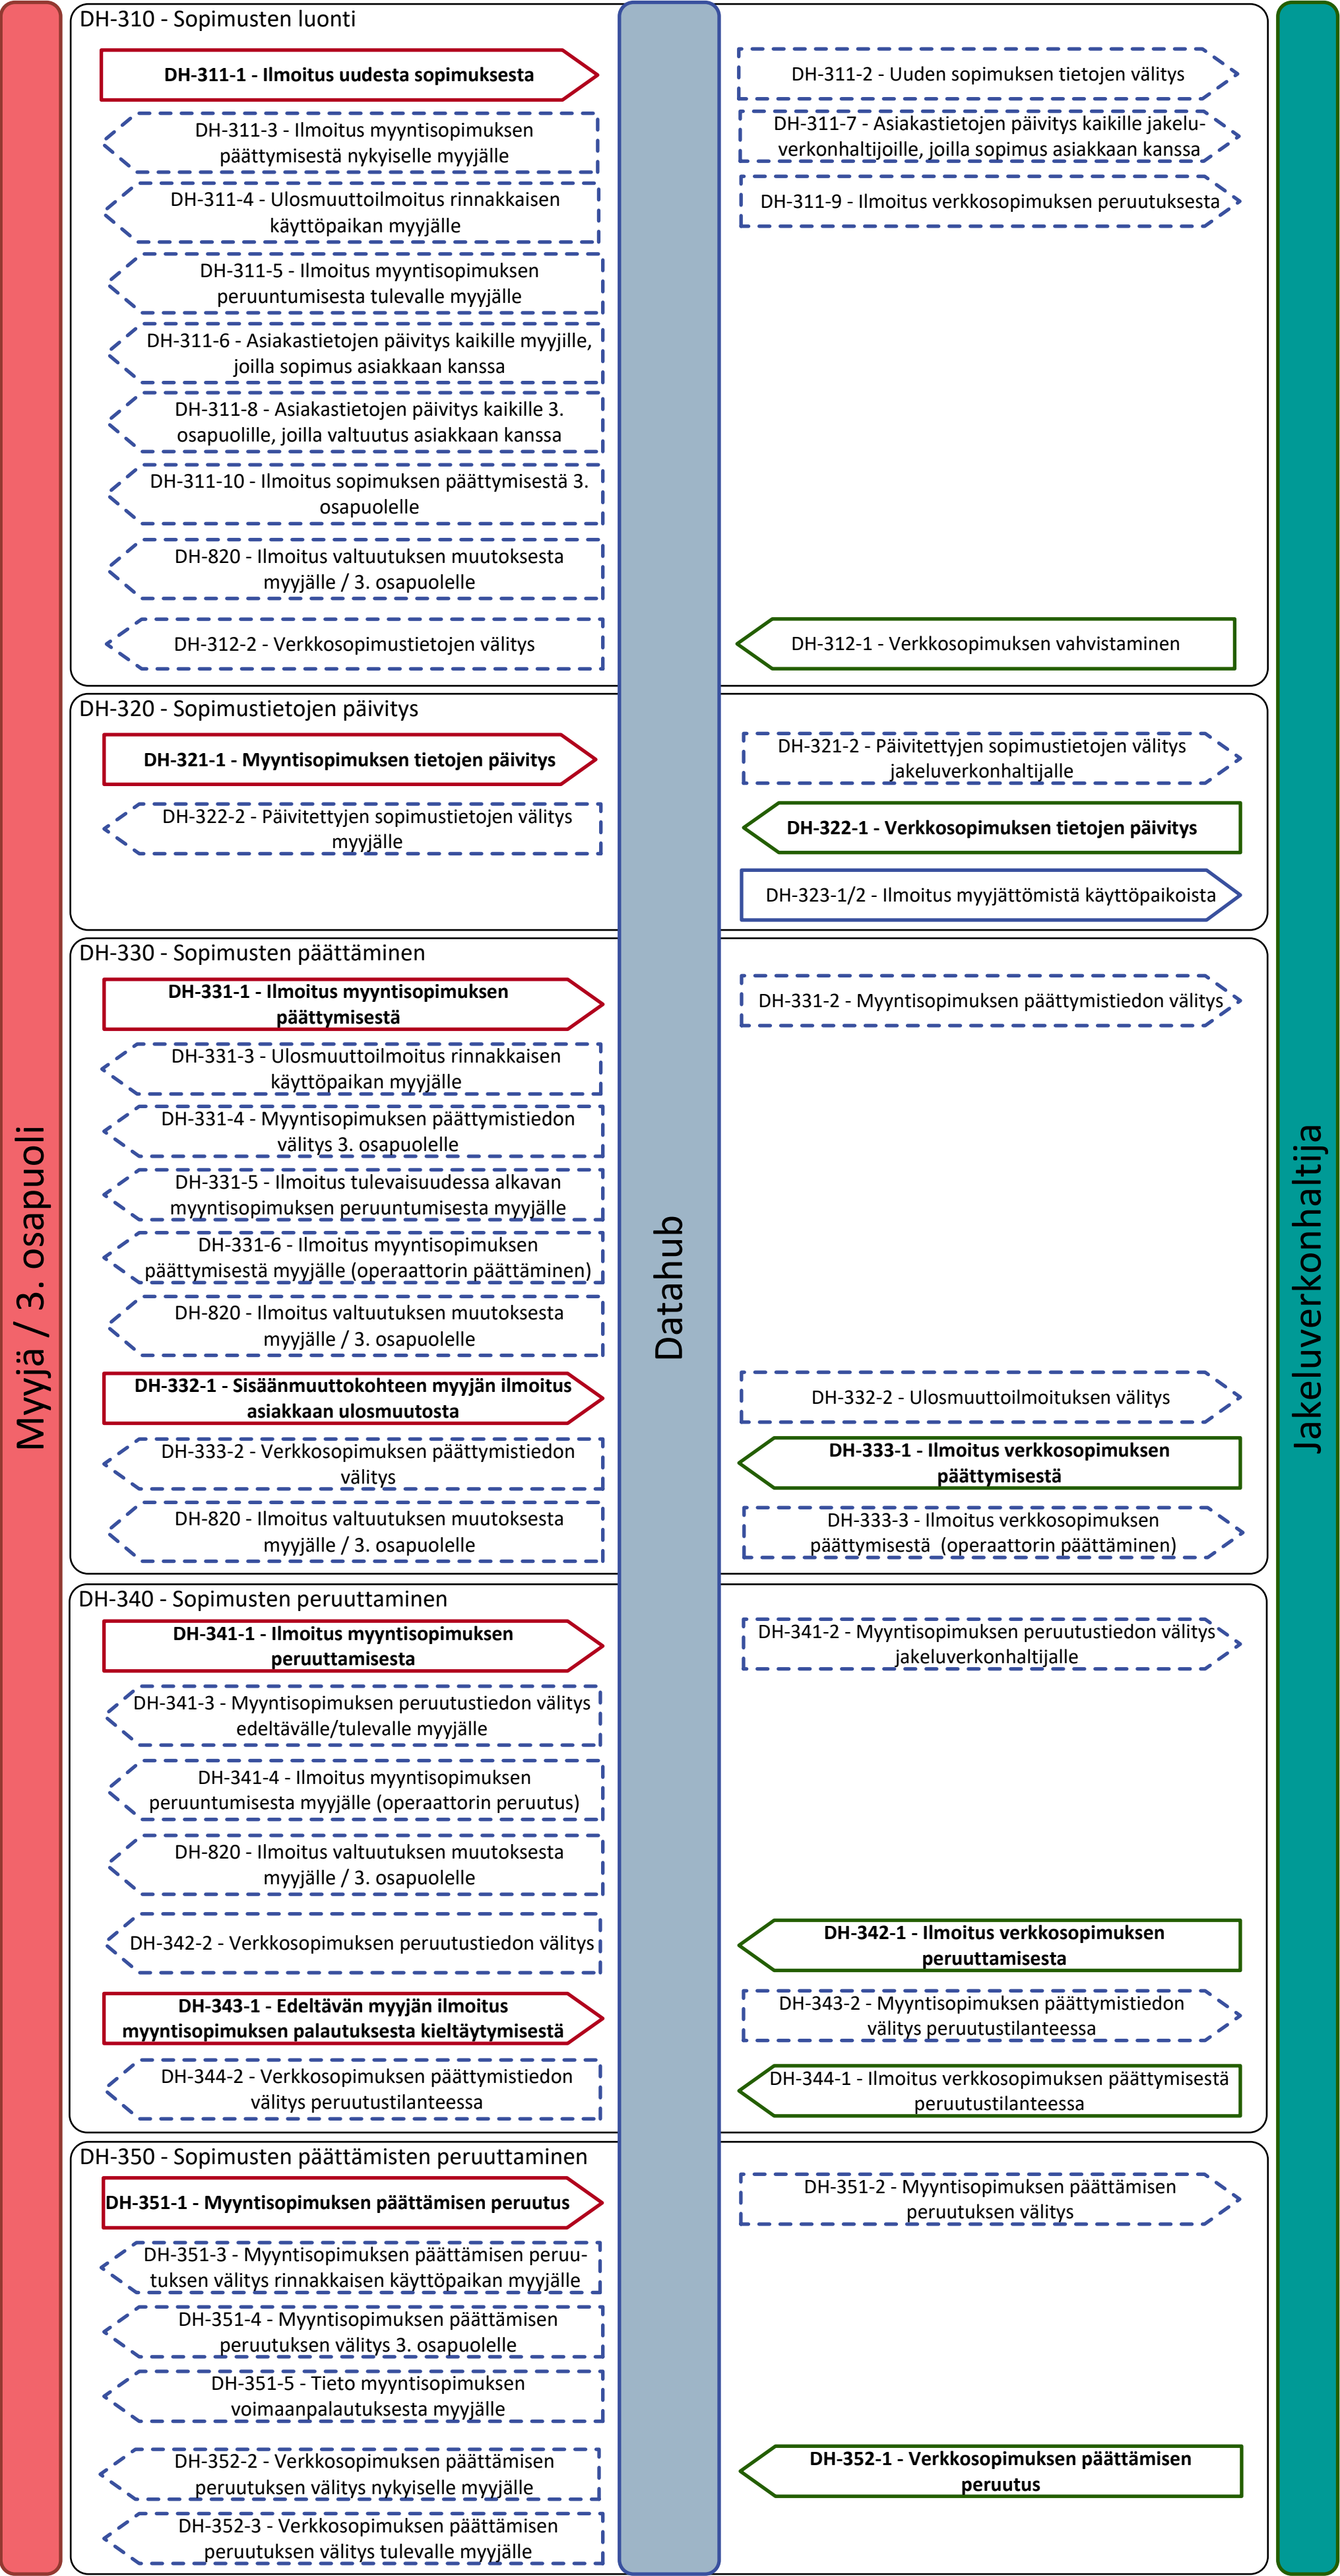 DH-310 - Sopimusten luonti
DH-311-1 - Ilmoitus uudesta sopimuksesta
DH-311-2 - Uuden sopimuksen tietojen välitys
DH-311-3 - Ilmoitus myyntisopimuksen
päättymisestä nykyiselle myyjälle
DH-311-7 - Asiakastietojen päivitys kaikille jakelu-
verkonhaltijoille, joilla sopimus asiakkaan kanssa
DH-311-4 - Ulosmuuttoilmoitus rinnakkaisen
käyttöpaikan myyjälle
DH-311-9 - Ilmoitus verkkosopimuksen peruutuksesta
DH-311-5 - Ilmoitus myyntisopimuksen
peruuntumisesta tulevalle myyjälle
DH-311-6 - Asiakastietojen päivitys kaikille myyjille,
joilla sopimus asiakkaan kanssa
DH-311-8 - Asiakastietojen päivitys kaikille 3.
osapuolille, joilla valtuutus asiakkaan kanssa
DH-311-10 - Ilmoitus sopimuksen päättymisestä 3.
osapuolelle
DH-820 - Ilmoitus valtuutuksen muutoksesta
myyjälle / 3. osapuolelle
DH-312-2 - Verkkosopimustietojen välitys
DH-312-1 - Verkkosopimuksen vahvistaminen
DH-320 - Sopimustietojen päivitys
DH-321-1 - Myyntisopimuksen tietojen päivitys
DH-321-2 - Päivitettyjen sopimustietojen välitys
jakeluverkonhaltijalle
DH-322-2 - Päivitettyjen sopimustietojen välitys
myyjälle
DH-322-1 - Verkkosopimuksen tietojen päivitys
DH-323-1/2 - Ilmoitus myyjättömistä käyttöpaikoista
DH-330 - Sopimusten päättäminen
DH-331-1 - Ilmoitus myyntisopimuksen
päättymisestä
DH-331-2 - Myyntisopimuksen päättymistiedon välitys
DH-331-3 - Ulosmuuttoilmoitus rinnakkaisen
käyttöpaikan myyjälle
DH-331-4 - Myyntisopimuksen päättymistiedon
välitys 3. osapuolelle
DH-331-5 - Ilmoitus tulevaisuudessa alkavan
myyntisopimuksen peruuntumisesta myyjälle
DH-331-6 - Ilmoitus myyntisopimuksen
päättymisestä myyjälle (operaattorin päättäminen)
DH-820 - Ilmoitus valtuutuksen muutoksesta
myyjälle / 3. osapuolelle
DH-332-1 - Sisäänmuuttokohteen myyjän ilmoitus
asiakkaan ulosmuutosta
DH-332-2 - Ulosmuuttoilmoituksen välitys
DH-333-2 - Verkkosopimuksen päättymistiedon
välitys
DH-333-1 - Ilmoitus verkkosopimuksen
päättymisestä
DH-820 - Ilmoitus valtuutuksen muutoksesta
myyjälle / 3. osapuolelle
DH-333-3 - Ilmoitus verkkosopimuksen
päättymisestä (operaattorin päättäminen)
Myyjä / 3. osapuoli
Datahub
Jakeluverkonhaltija
DH-340 - Sopimusten peruuttaminen
DH-341-1 - Ilmoitus myyntisopimuksen
peruuttamisesta
DH-341-2 - Myyntisopimuksen peruutustiedon välitys
jakeluverkonhaltijalle
DH-341-3 - Myyntisopimuksen peruutustiedon välitys
edeltävälle/tulevalle myyjälle
DH-341-4 - Ilmoitus myyntisopimuksen
peruuntumisesta myyjälle (operaattorin peruutus)
DH-820 - Ilmoitus valtuutuksen muutoksesta
myyjälle / 3. osapuolelle
DH-342-2 - Verkkosopimuksen peruutustiedon välitys
DH-342-1 - Ilmoitus verkkosopimuksen
peruuttamisesta
DH-343-1 - Edeltävän myyjän ilmoitus
myyntisopimuksen palautuksesta kieltäytymisestä
DH-343-2 - Myyntisopimuksen päättymistiedon
välitys peruutustilanteessa
DH-344-2 - Verkkosopimuksen päättymistiedon
välitys peruutustilanteessa
DH-344-1 - Ilmoitus verkkosopimuksen päättymisestä
peruutustilanteessa
DH-350 - Sopimusten päättämisten peruuttaminen
DH-351-1 - Myyntisopimuksen päättämisen peruutus
DH-351-2 - Myyntisopimuksen päättämisen
peruutuksen välitys
DH-351-3 - Myyntisopimuksen päättämisen peruu-
tuksen välitys rinnakkaisen käyttöpaikan myyjälle
DH-351-4 - Myyntisopimuksen päättämisen
peruutuksen välitys 3. osapuolelle
DH-351-5 - Tieto myyntisopimuksen
voimaanpalautuksesta myyjälle
DH-352-2 - Verkkosopimuksen päättämisen
peruutuksen välitys nykyiselle myyjälle
DH-352-1 - Verkkosopimuksen päättämisen
peruutus
DH-352-3 - Verkkosopimuksen päättämisen
peruutuksen välitys tulevalle myyjälle